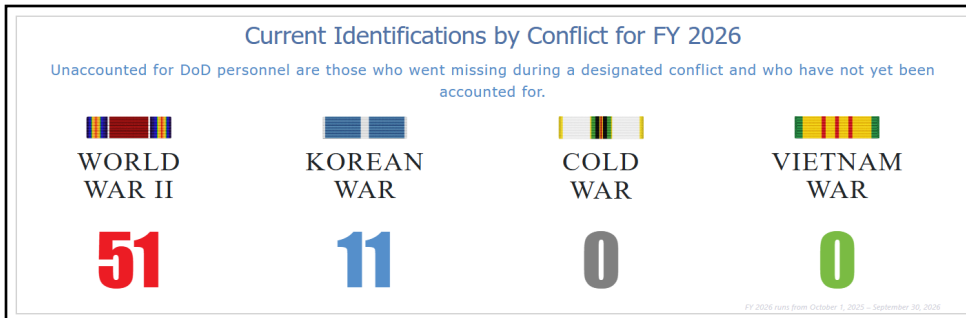 Current Identifications by Conflict for FY 2026
Unaccounted for DoD personnel are those who went missing during a designated conflict and who have not yet been
accounted for.
WORLD
WAR II
KOREAN
WAR
COLD
WAR
VIETNAM
WAR
51
11
0
0
FY 2026 runs from October 1, 2025 – September 30, 2026